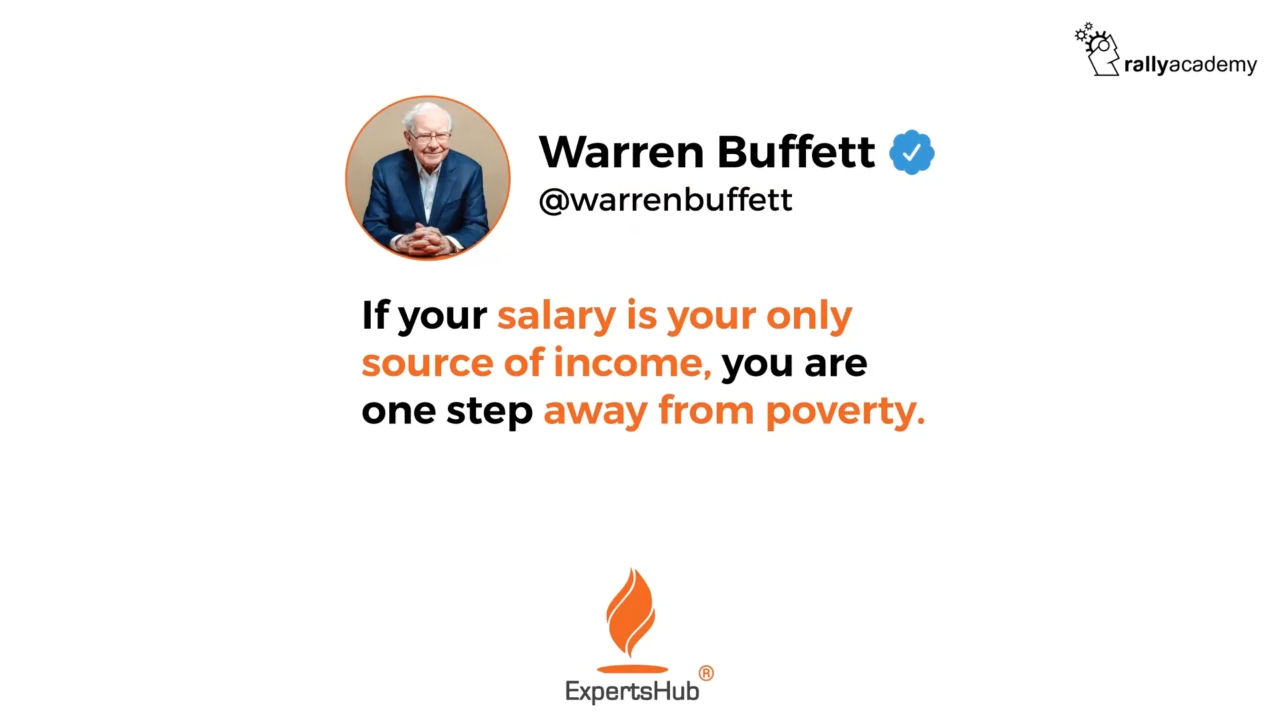 rallyacademy
Warren Buffett
@warrenbuffett
If your salary is your only
source of income, you are
one step away from poverty.
ExpertsHub®